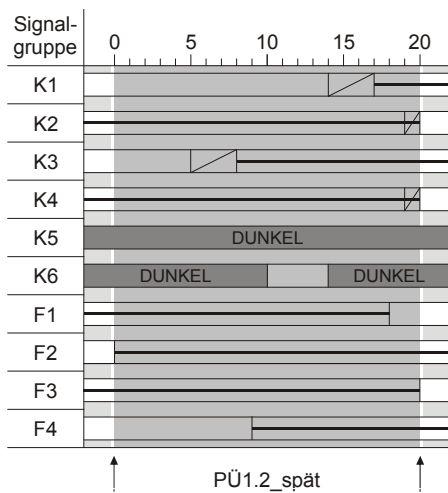 Signal-
gruppe
0 5 10 15 20
K1
K2
K3
K4
K5 DUNKEL
K6 DUNKEL DUNKEL
F1
F2
F3
F4
PÜ1.2_spät